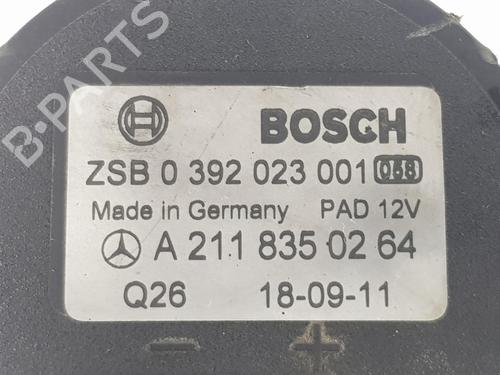 BOSCH
ZSB 0 392 023 001 068
Made in Germany PAD 12V
A 211 835 02 64
Q26 18-09-11
− +
B-PARTS